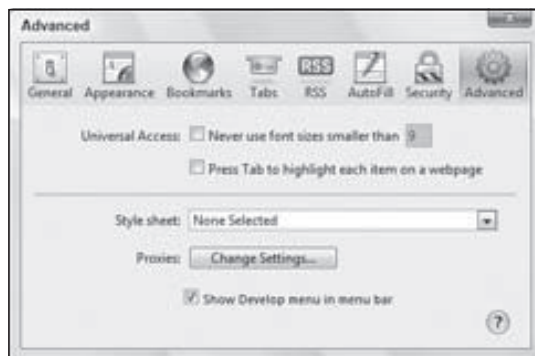 Advanced
General Appearance Bookmarks Tabs RSS AutoFill Security Advanced
Universal Access: Never use font sizes smaller than 9
Press Tab to highlight each item on a webpage
Style sheet: None Selected
Proxies: Change Settings...
Show Develop menu in menu bar
?